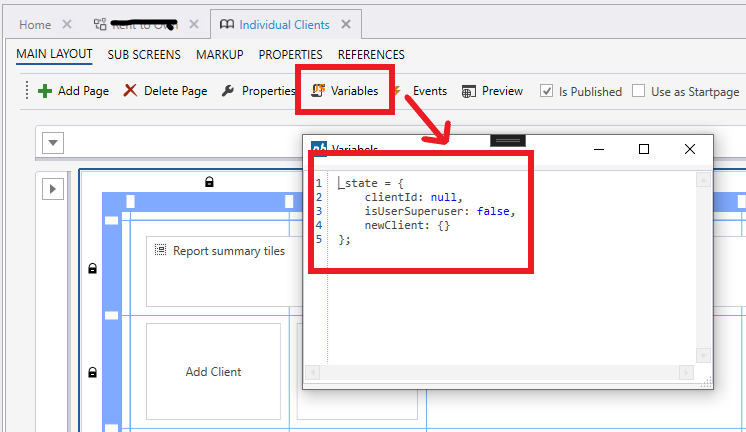 Home
Individual Clients
MAIN LAYOUT SUB SCREENS MARKUP PROPERTIES REFERENCES
Add Page Delete Page Properties Variables Events Preview Is Published Use as Startpage
Variabels
1 _state = {
2 clientId: null,
3 isUserSuperuser: false,
4 newClient: {}
5 };
Report summary tiles
Add Client